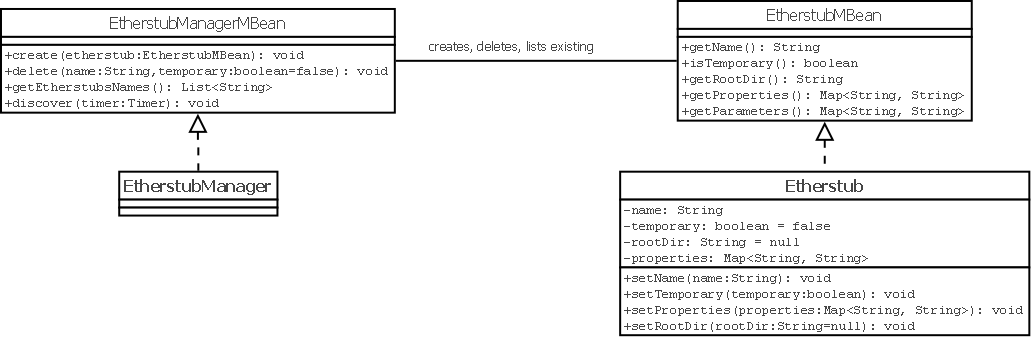 EtherstubManagerMBean
+create(etherstub:EtherstubMBean): void
+delete(name:String,temporary:boolean=false): void
+getEtherstubsNames(): List<String>
+discover(timer:Timer): void
creates, deletes, lists existing
EtherstubMBean
+getName(): String
+isTemporary(): boolean
+getRootDir(): String
+getProperties(): Map<String, String>
+getParameters(): Map<String, String>
EtherstubManager
Etherstub
-name: String
-temporary: boolean = false
-rootDir: String = null
-properties: Map<String, String>
+setName(name:String): void
+setTemporary(temporary:boolean): void
+setProperties(properties:Map<String, String>): void
+setRootDir(rootDir:String=null): void